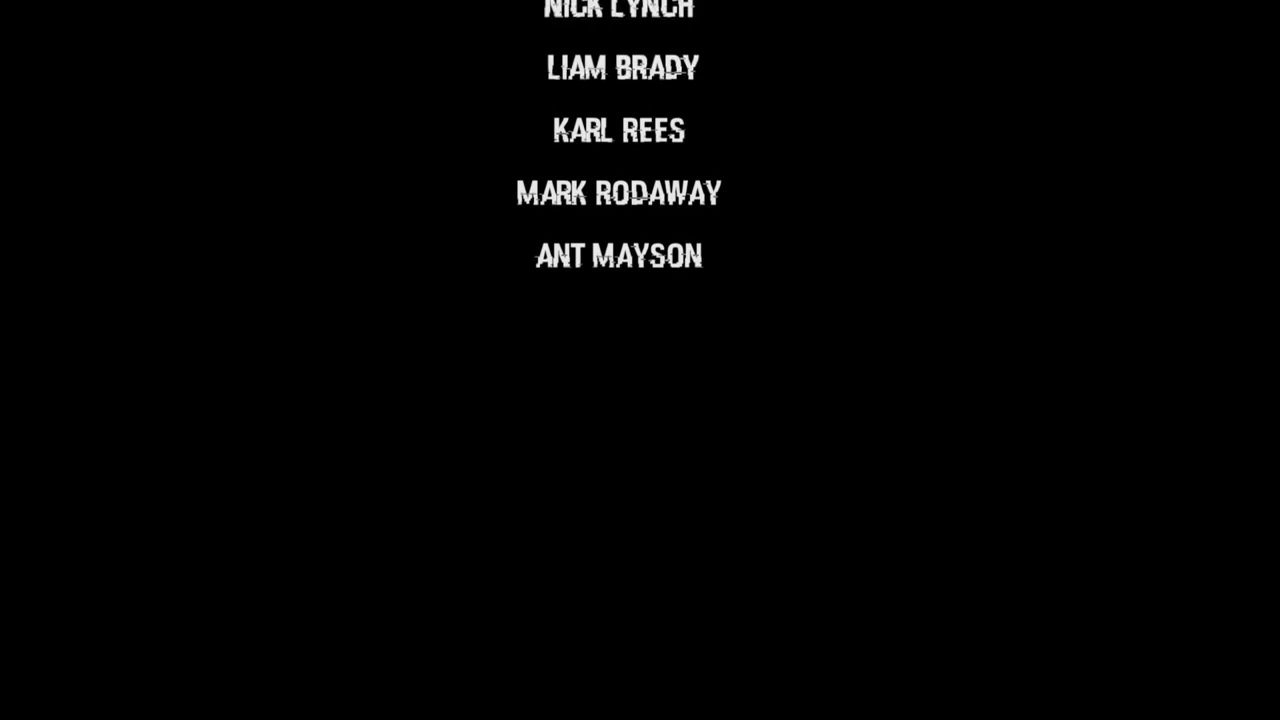 NICK LYNCH
LIAM BRADY
KARL REES
MARK RODAWAY
ANT MAYSON